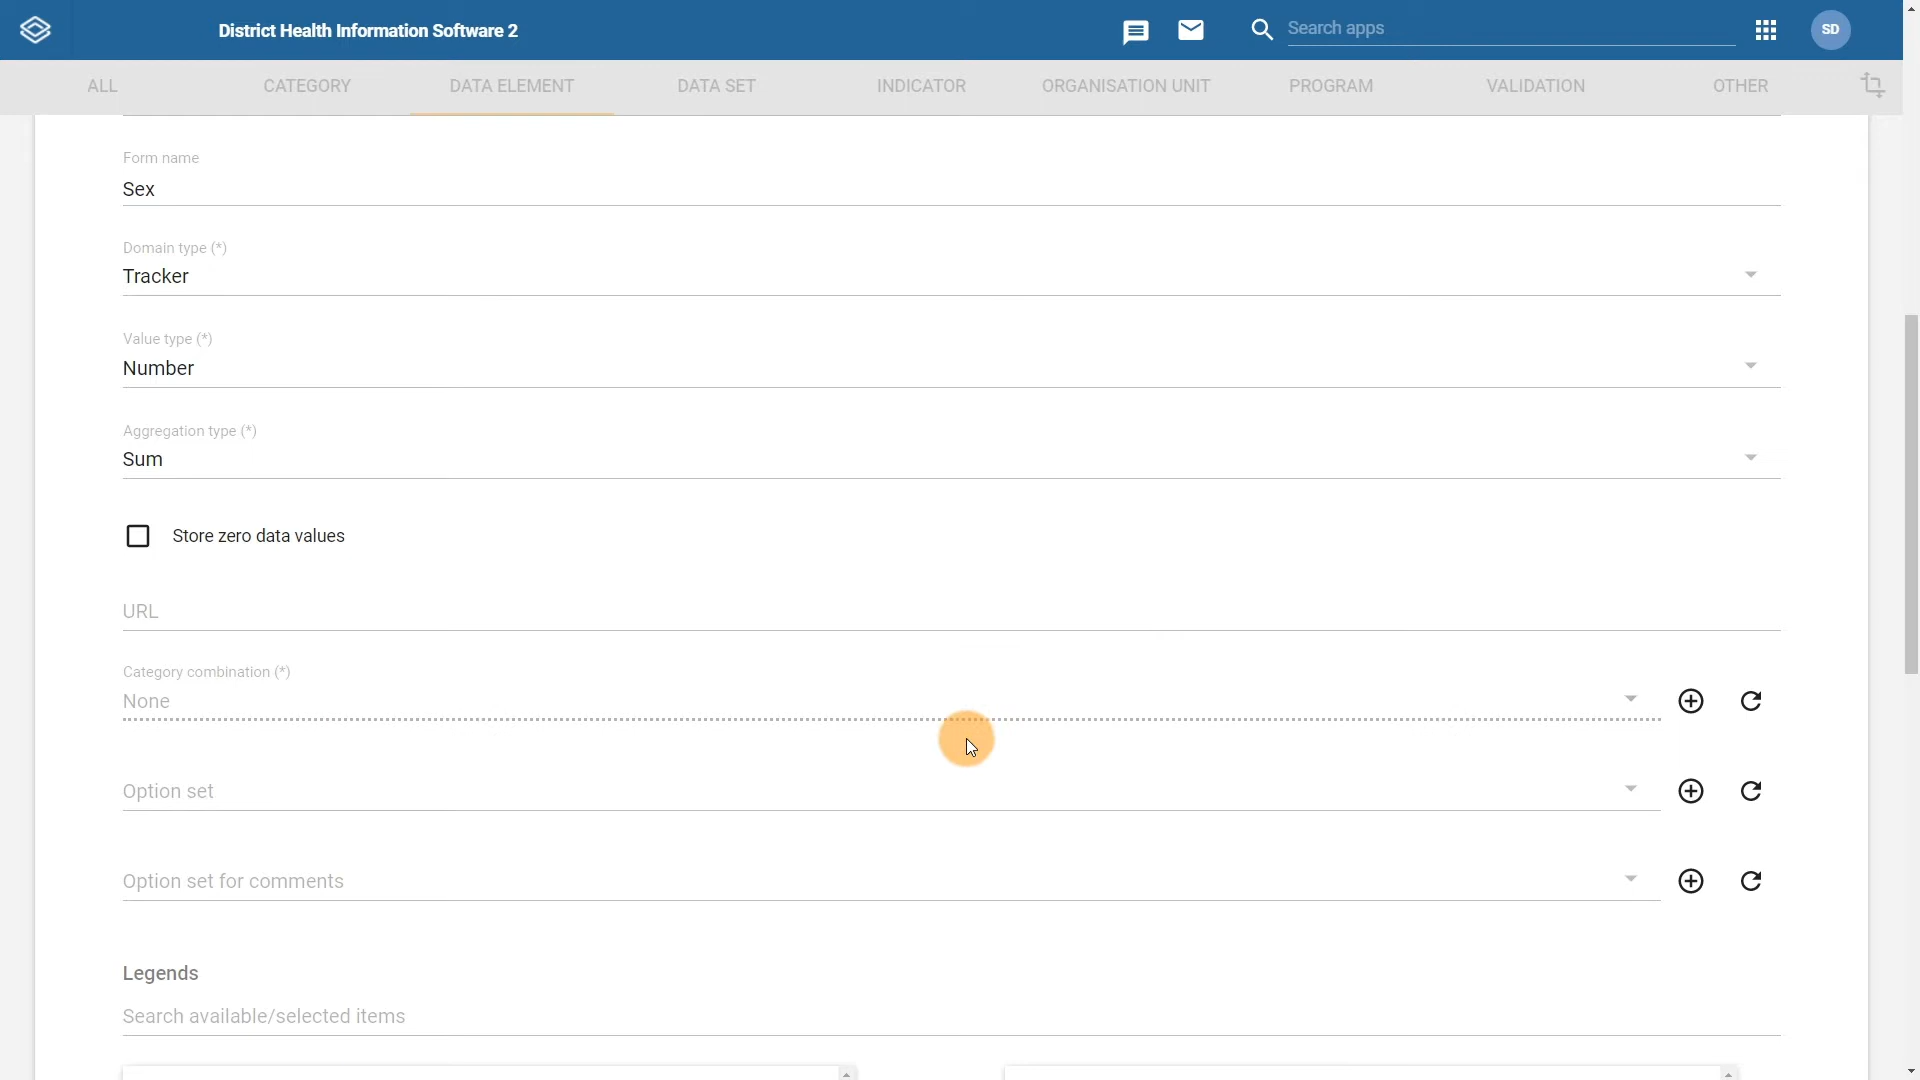 District Health Information Software 2
Search apps
SD
ALL
CATEGORY
DATA ELEMENT
DATA SET
INDICATOR
ORGANISATION UNIT
PROGRAM
VALIDATION
OTHER
Form name
Sex
Domain type (*)
Tracker
Value type (*)
Number
Aggregation type (*)
Sum
Store zero data values
URL
Category combination (*)
None
Option set
Option set for comments
Legends
Search available/selected items